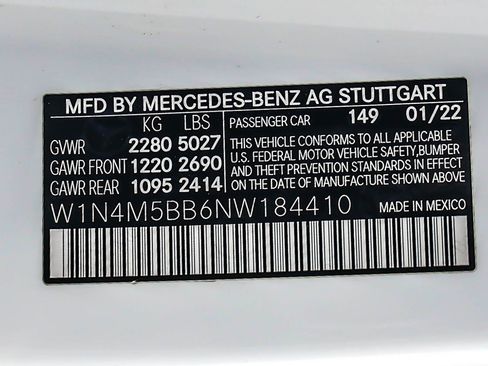 MFD BY MERCEDES-BENZ AG STUTTGART
KG LBS
GVWR 2280 5027
GAWR FRONT 1220 2690
GAWR REAR 1095 2414
PASSENGER CAR 149 01/22
THIS VEHICLE CONFORMS TO ALL APPLICABLE
U.S. FEDERAL MOTOR VEHICLE SAFETY,BUMPER
AND THEFT PREVENTION STANDARDS IN EFFECT
ON THE DATE OF MANUFACTURE SHOWN ABOVE
W1N4M5BB6NW184410 MADE IN MEXICO